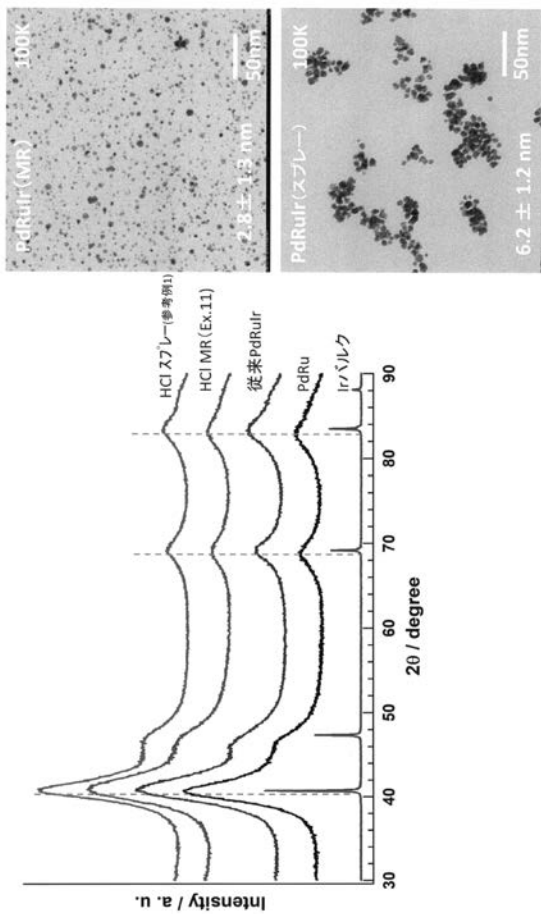 Intensity / a. u.
HCl スプレー(参考例1)
HCl MR(Ex.11)
従来PdRuIr
PdRu
Irバルク
30 40 50 60 70 80 90
2θ / degree
PdRuIr(MR)
100K
2.8± 1.3 nm
50nm
PdRuIr(スプレー)
100K
6.2 ± 1.2 nm
50nm